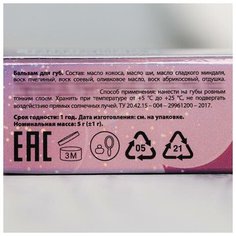 Бальзам для губ. Состав: масло кокоса, масло ши, масло сладкого миндаля,
воск пчелиный, воск соевый, оливковое масло, воск абрикосовый, отдушка.
Способ применения: нанести на губы ровным
тонким слоем. Хранить при температуре от +5 °C до +25 °C, не подвергать
воздействию прямых солнечных лучей. ТУ 20.42.15 – 004 – 29961200 – 2017.
Срок годности: 1 год. Дата изготовления: см. на упаковке.
Номинальная масса: 5 г (±1 г).
EAC
3М
05
21